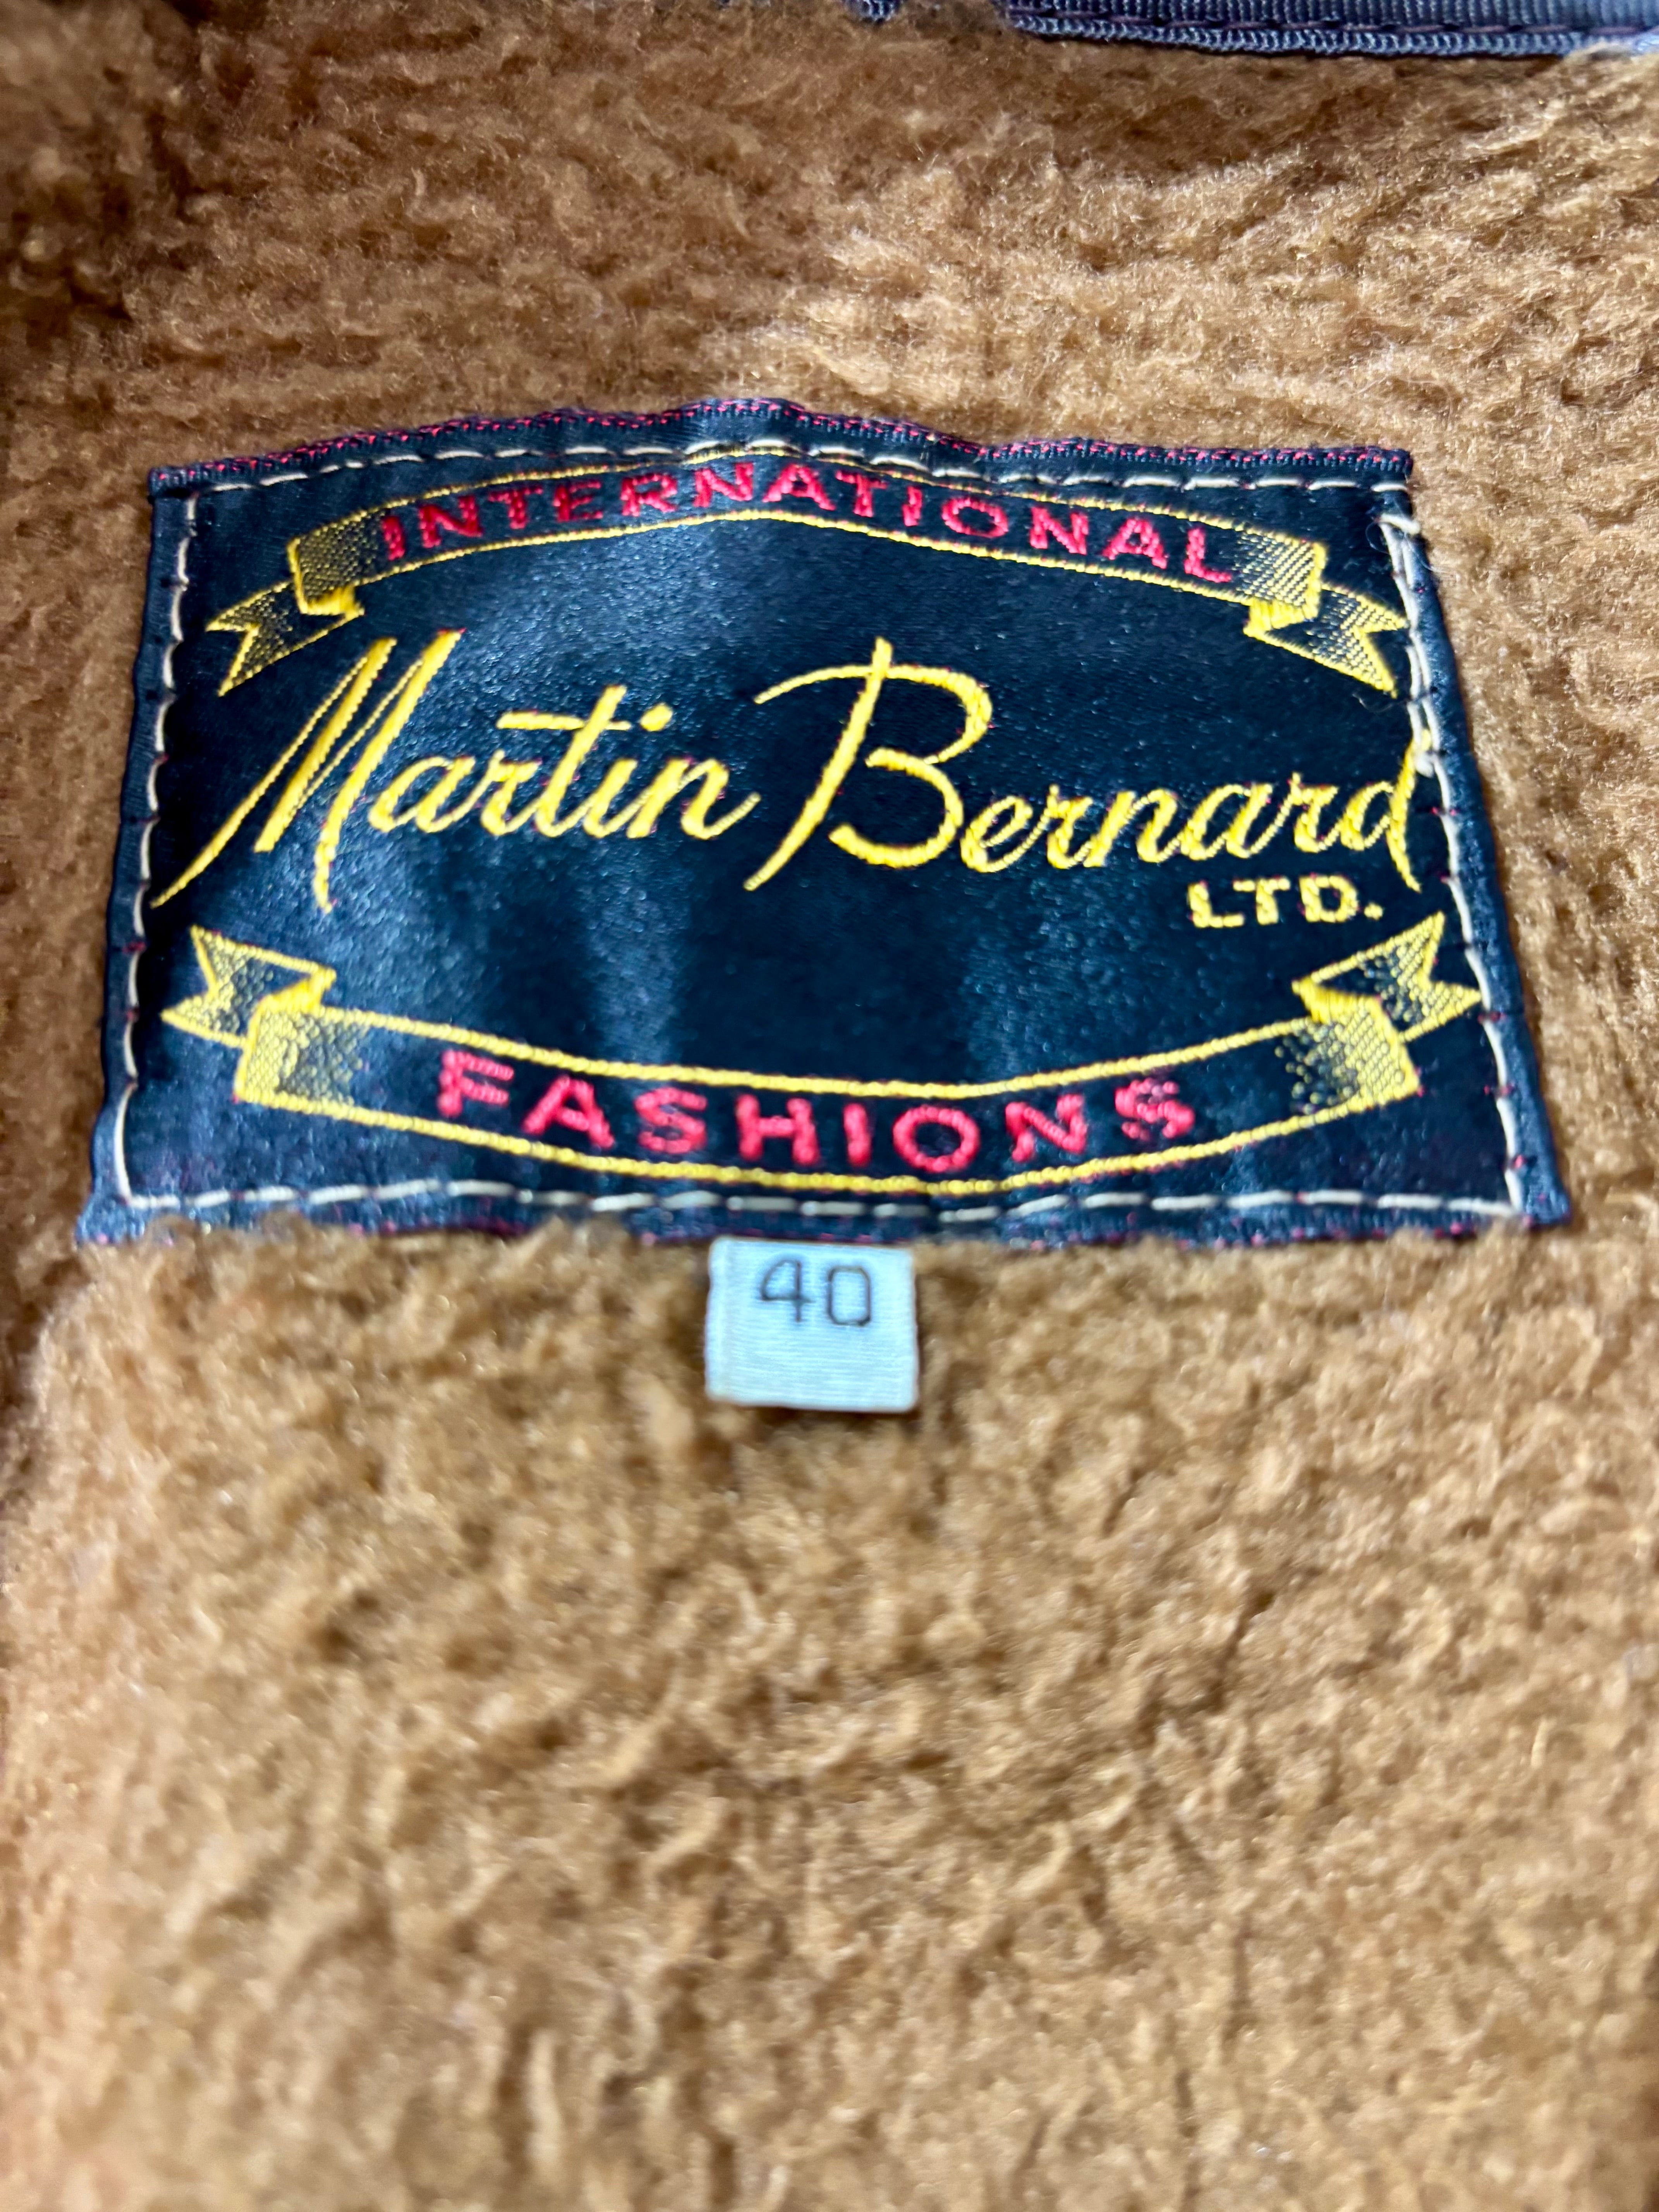 INTERNATIONAL
Martin Bernard
LTD.
FASHIONS
40